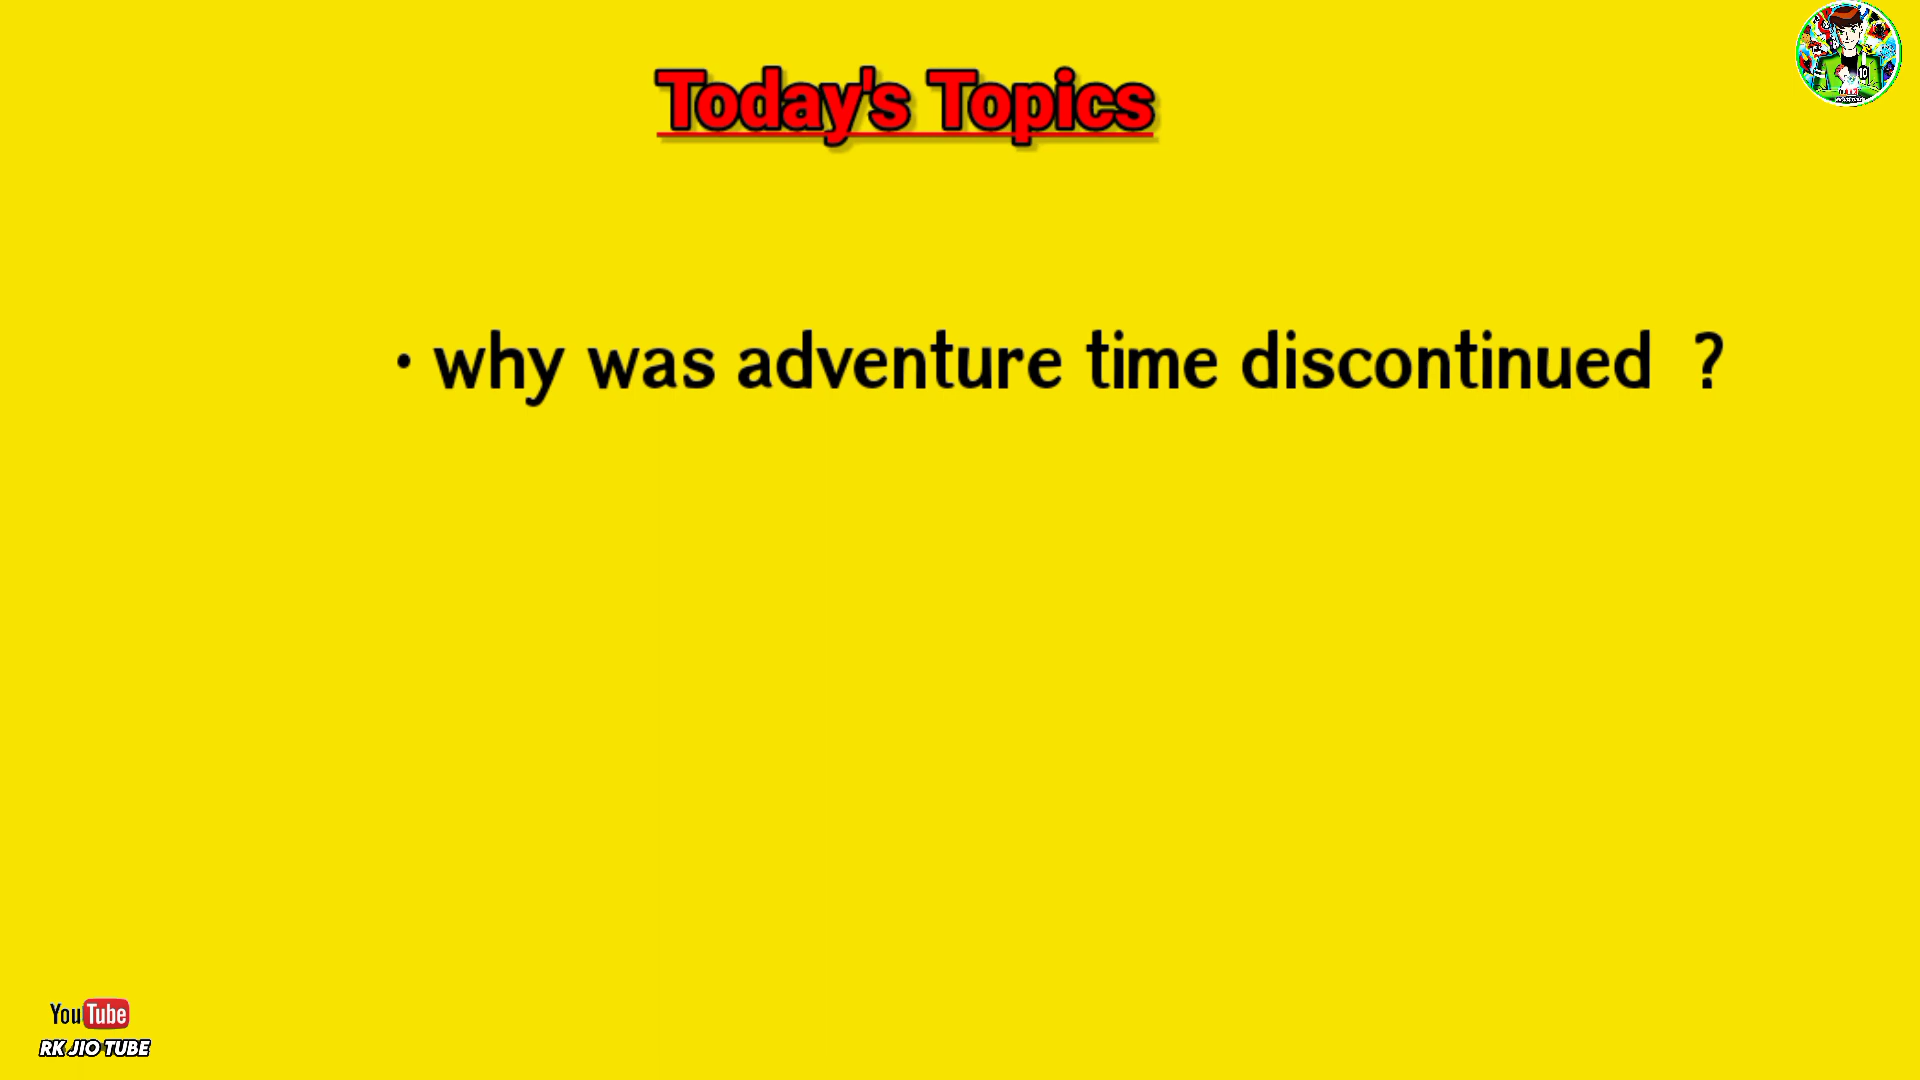 Today's Topics
• why was adventure time discontinued ?
YouTube
RK JIO TUBE